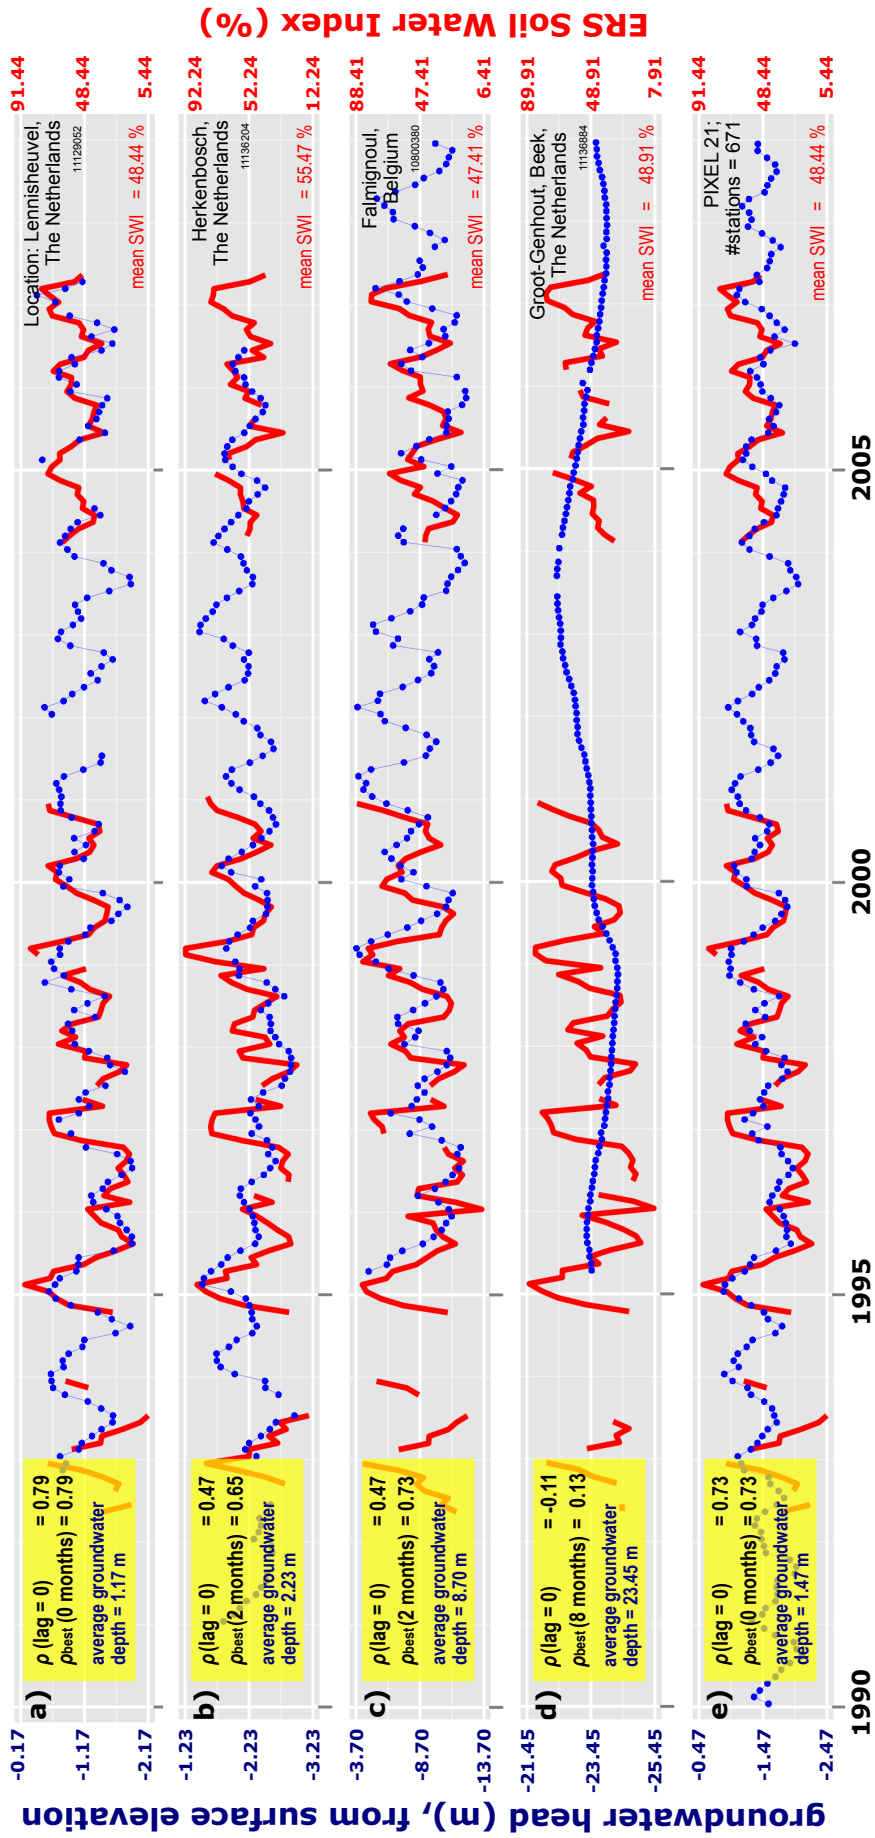 groundwater head (m), from surface elevation
ERS Soil Water Index (%)
a)
-0.17
-1.17
-2.17
ρ (lag = 0) = 0.79
ρbest (0 months) = 0.79
average groundwater
depth = 1.17 m
Location: Lennisheuvel,
The Netherlands
11129052
mean SWI = 48.44 %
91.44
48.44
5.44
b)
-1.23
-2.23
-3.23
ρ(lag = 0) = 0.47
ρbest(2 months) = 0.65
average groundwater
depth = 2.23 m
Herkenbosch,
The Netherlands
11136204
mean SWI = 55.47 %
92.24
52.24
12.24
c)
-3.70
-8.70
-13.70
ρ(lag = 0) = 0.47
ρbest(2 months) = 0.73
average groundwater
depth = 8.70 m
Falmignoul,
Belgium
10800380
mean SWI = 47.41 %
88.41
47.41
6.41
d)
-21.45
-23.45
-25.45
ρ(lag = 0) = -0.11
ρbest (8 months) = 0.13
average groundwater
depth = 23.45 m
Groot-Genhout, Beek,
The Netherlands
11136884
mean SWI = 48.91 %
89.91
48.91
7.91
e)
-0.47
-1.47
-2.47
ρ(lag = 0) = 0.73
ρbest(0 months) = 0.73
average groundwater
depth = 1.47 m
PIXEL 21;
#stations = 671
mean SWI = 48.44 %
91.44
48.44
5.44
1990
1995
2000
2005